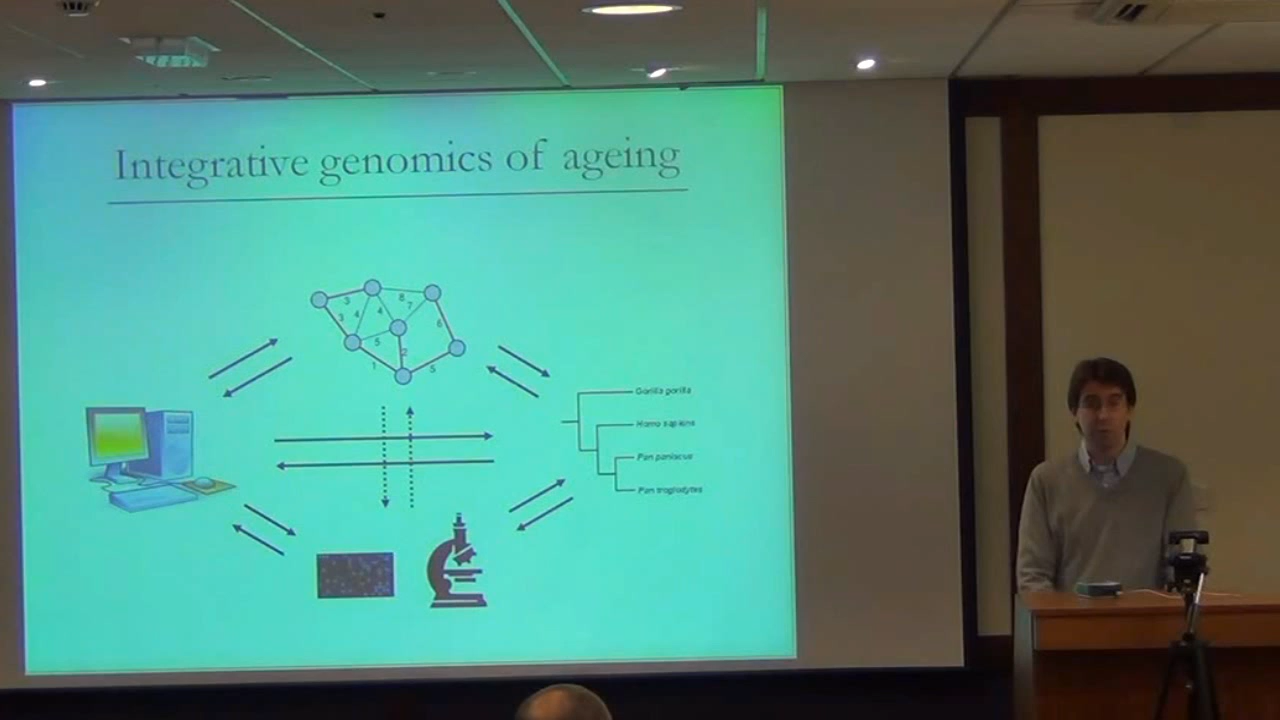 Integrative genomics of ageing
3
8
7
3
4
4
6
5
2
1
5
Gorilla gorilla
Homo sapiens
Pan paniscus
Pan troglodytes